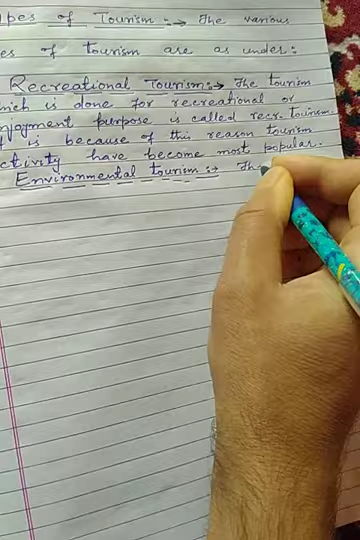 pes of Tourism :→ The various
es of tourism are as under :
Recreational Tourism :→ The tourism
hich is done for recreational or
njoyment purpose is called recr. tourism.
is because of this reason tourism
ctivity have become most popular.
Environmental tourism :→ Th